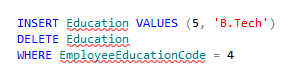 INSERT Education VALUES (5, 'B.Tech')
DELETE Education
WHERE EmployeeEducationCode = 4